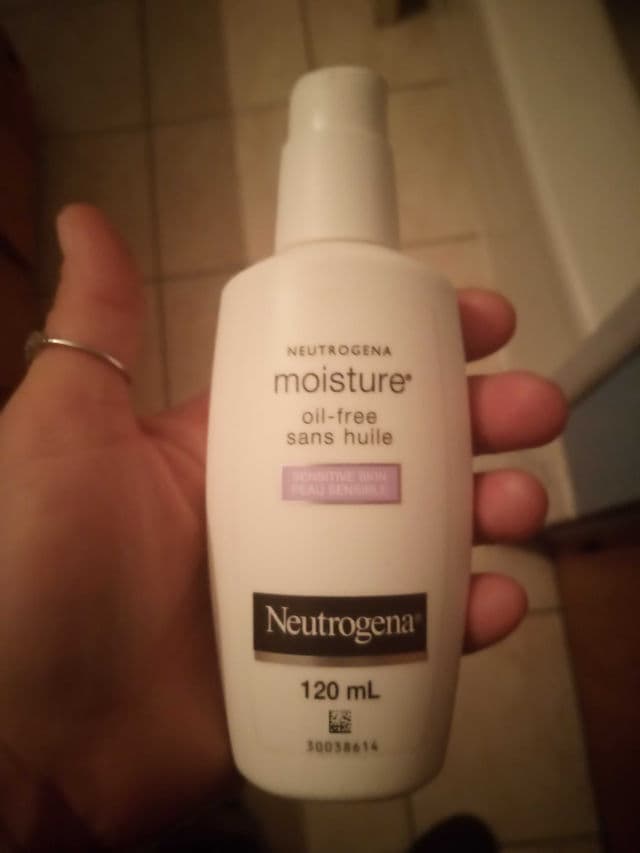 NEUTROGENA
moisture®
oil-free
sans huile
SENSITIVE SKIN
PEAU SENSIBLE
Neutrogena®
120 mL
30038614